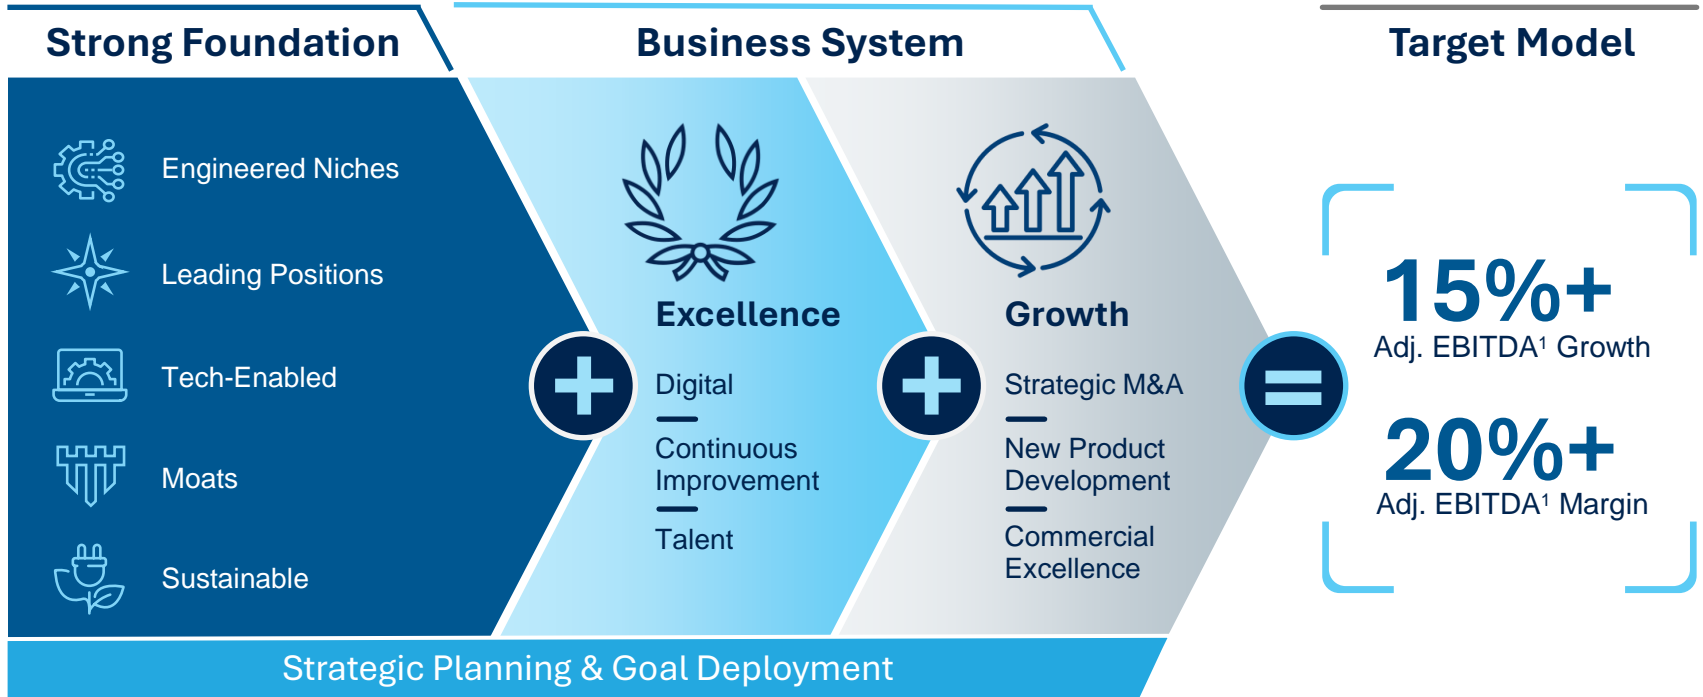 Strong Foundation
Engineered Niches
Leading Positions
Tech-Enabled
Moats
Sustainable
Business System
Excellence
Digital
Continuous
Improvement
Talent
Growth
Strategic M&A
New Product
Development
Commercial
Excellence
Target Model
15%+
Adj. EBITDA¹ Growth
20%+
Adj. EBITDA¹ Margin
Strategic Planning & Goal Deployment